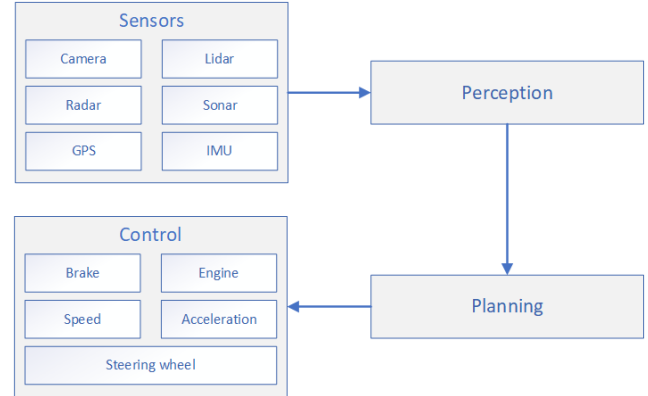 Sensors
Camera
Lidar
Radar
Sonar
GPS
IMU
Perception
Planning
Control
Brake
Engine
Speed
Acceleration
Steering wheel